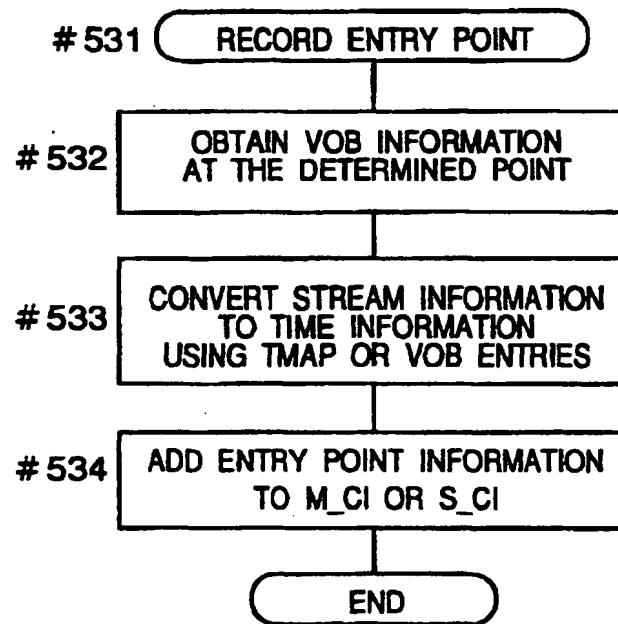 #531 RECORD ENTRY POINT
#532 OBTAIN VOB INFORMATION
AT THE DETERMINED POINT
#533 CONVERT STREAM INFORMATION
TO TIME INFORMATION
USING TMAP OR VOB ENTRIES
#534 ADD ENTRY POINT INFORMATION
TO M_CI OR S_CI
END